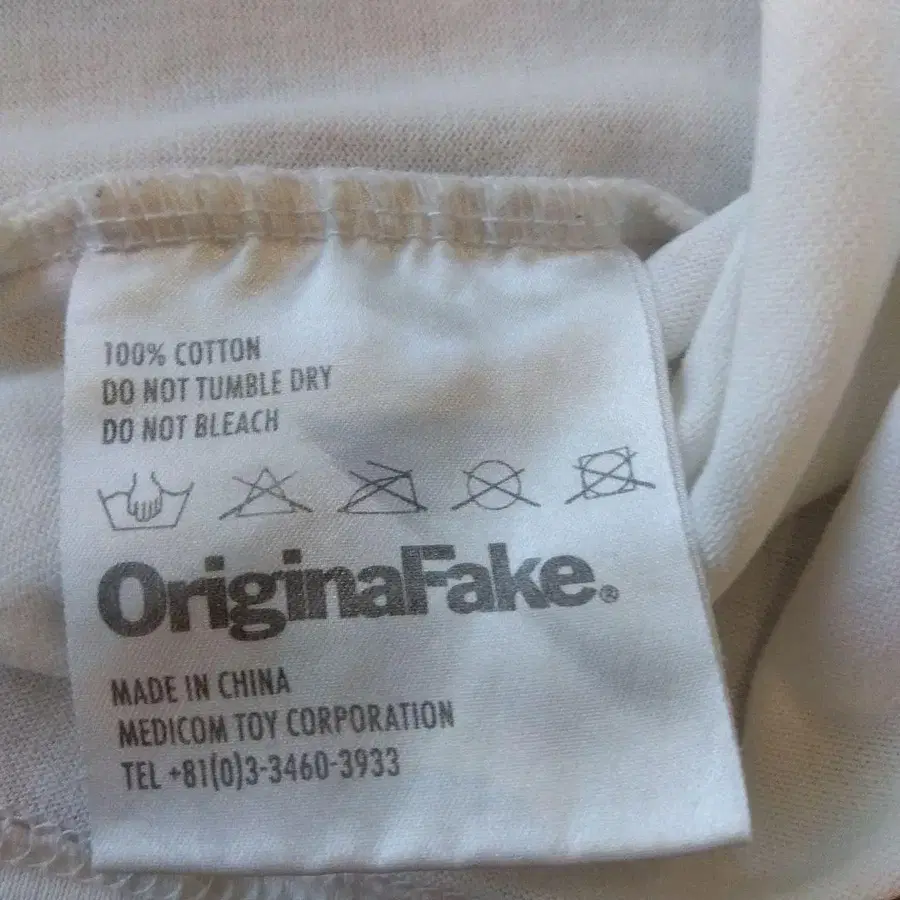 100% COTTON
DO NOT TUMBLE DRY
DO NOT BLEACH
OriginalFake®
MADE IN CHINA
MEDICOM TOY CORPORATION
TEL +81(0)3-3460-3933